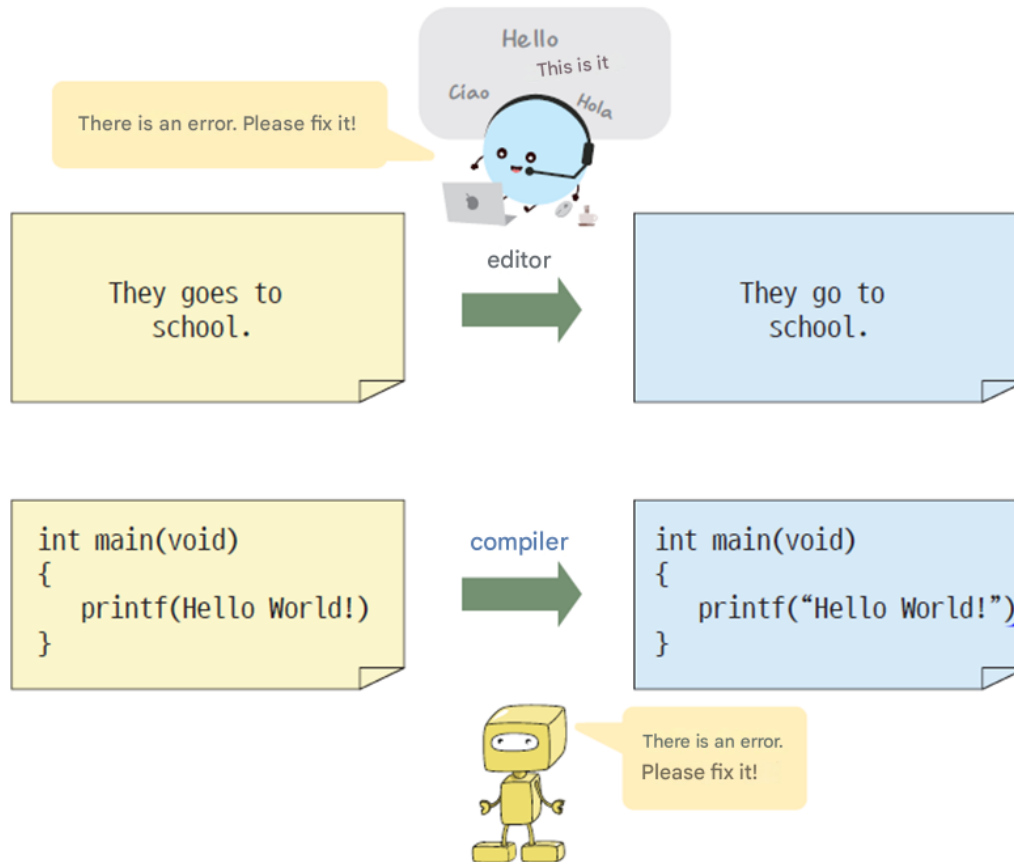 Hello
This is it
Ciao
Hola
There is an error. Please fix it!
editor
They goes to
school.
They go to
school.
compiler
int main(void)
{
printf(Hello World!)
}
int main(void)
{
printf(“Hello World!”)
}
There is an error.
Please fix it!